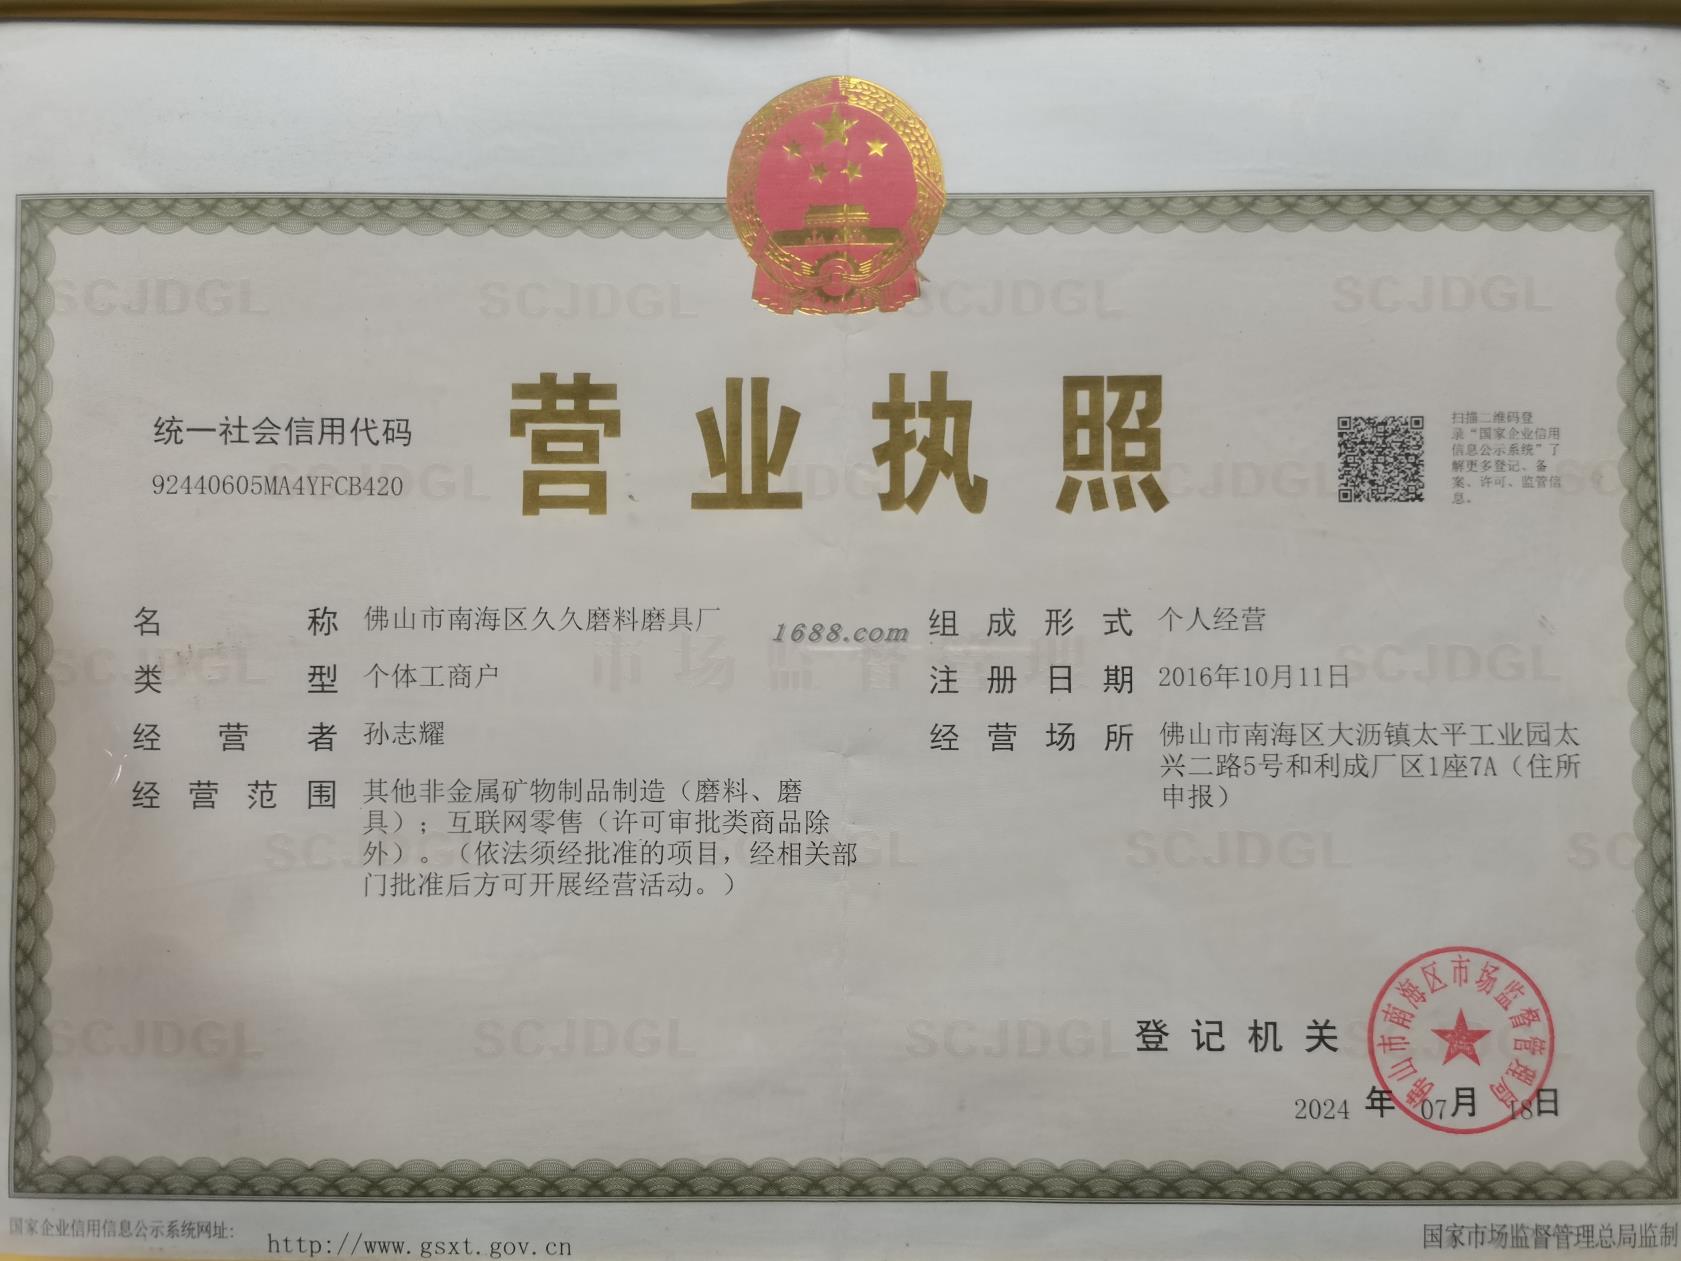 营业执照
统一社会信用代码
92440605MA4YFCB420
扫描二维码登
录“国家企业信用
信息公示系统”了
解更多登记、备
案、许可、监管信
息。
名称 佛山市南海区久久磨料磨具厂
类型 个体工商户
经营者 孙志耀
经营范围 其他非金属矿物制品制造（磨料、磨
具）；互联网零售（许可审批类商品除
外）。（依法须经批准的项目，经相关部
门批准后方可开展经营活动。）
1688.com
组成形式 个人经营
注册日期 2016年10月11日
经营场所 佛山市南海区大沥镇太平工业园太
兴二路5号和利成厂区1座7A（住所
申报）
市场监督管理
SCJDGL
登记机关
佛山市南海区市场监督管理局
2024年07月18日
国家企业信用信息公示系统网址：
http://www.gsxt.gov.cn
国家市场监督管理总局监制